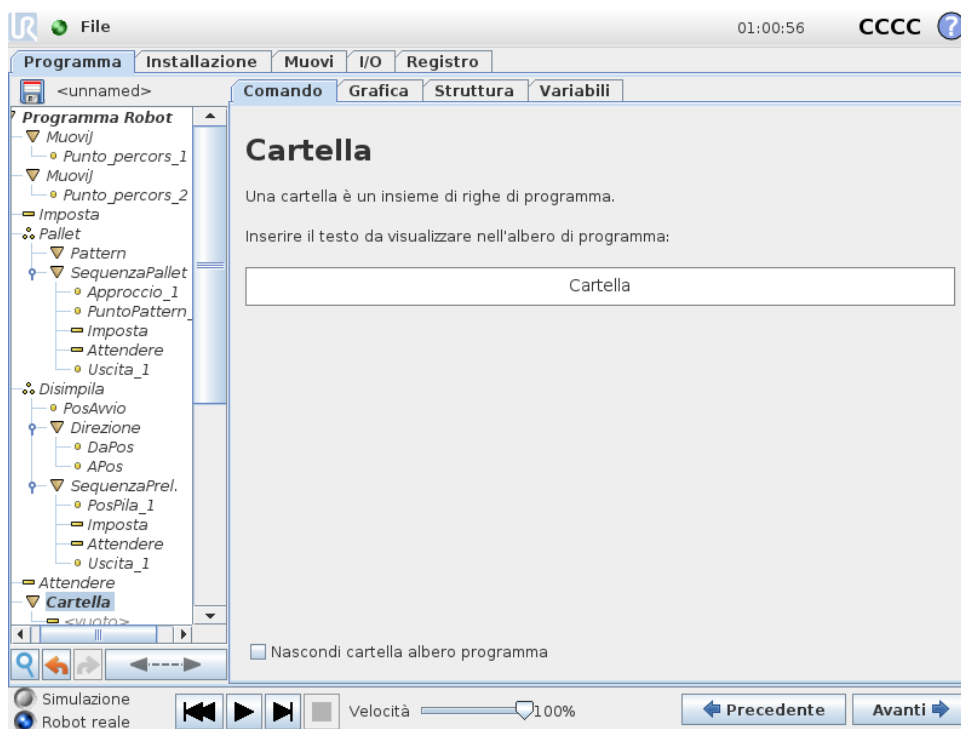 UR File 01:00:56 CCCC ?
Programma Installazione Muovi I/O Registro
<unnamed> Comando Grafica Struttura Variabili
Programma Robot
MuoviJ
Punto_percors_1
MuoviJ
Punto_percors_2
Imposta
Pallet
Pattern
SequenzaPallet
Approccio_1
PuntoPattern_
Imposta
Attendere
Uscita_1
Disimpila
PosAvvio
Direzione
DaPos
APos
SequenzaPrel.
PosPila_1
Imposta
Attendere
Uscita_1
Attendere
Cartella
<vuoto>
Cartella
Una cartella è un insieme di righe di programma.
Inserire il testo da visualizzare nell'albero di programma:
Cartella
Nascondi cartella albero programma
Simulazione
Robot reale
Velocità 100%
Precedente Avanti